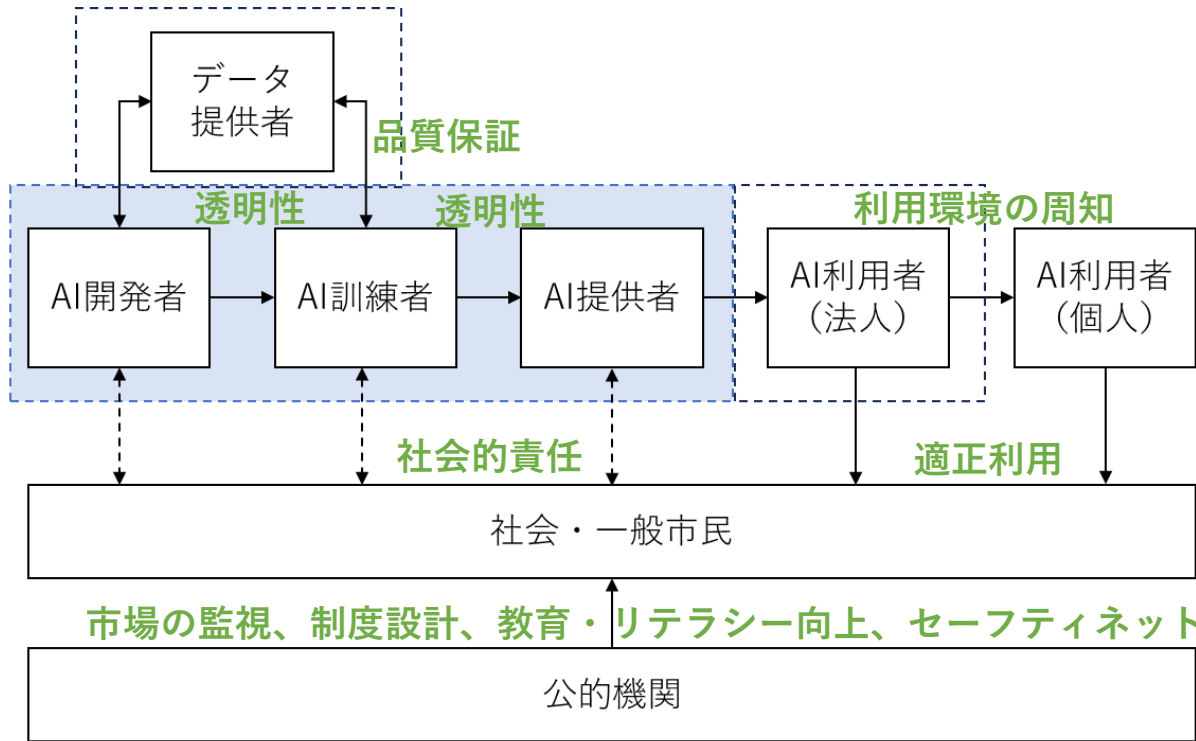 データ
提供者
品質保証
透明性
透明性
利用環境の周知
AI開発者
AI訓練者
AI提供者
AI利用者
（法人）
AI利用者
（個人）
社会的責任
適正利用
社会・一般市民
市場の監視、制度設計、教育・リテラシー向上、セーフティネット
公的機関